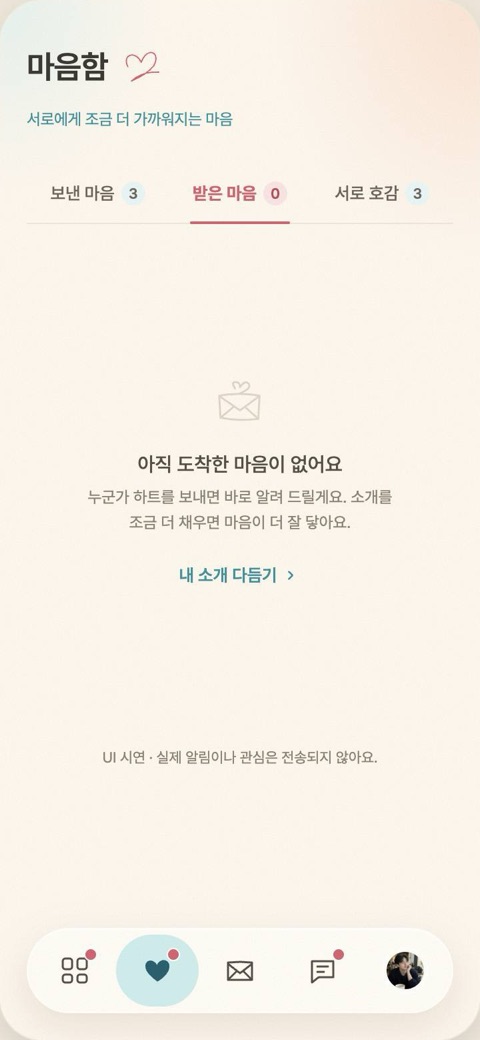 마음함
서로에게 조금 더 가까워지는 마음
보낸 마음 3 받은 마음 0 서로 호감 3
아직 도착한 마음이 없어요
누군가 하트를 보내면 바로 알려 드릴게요. 소개를
조금 더 채우면 마음이 더 잘 닿아요.
내 소개 다듬기 >
UI 시연 · 실제 알림이나 관심은 전송되지 않아요.